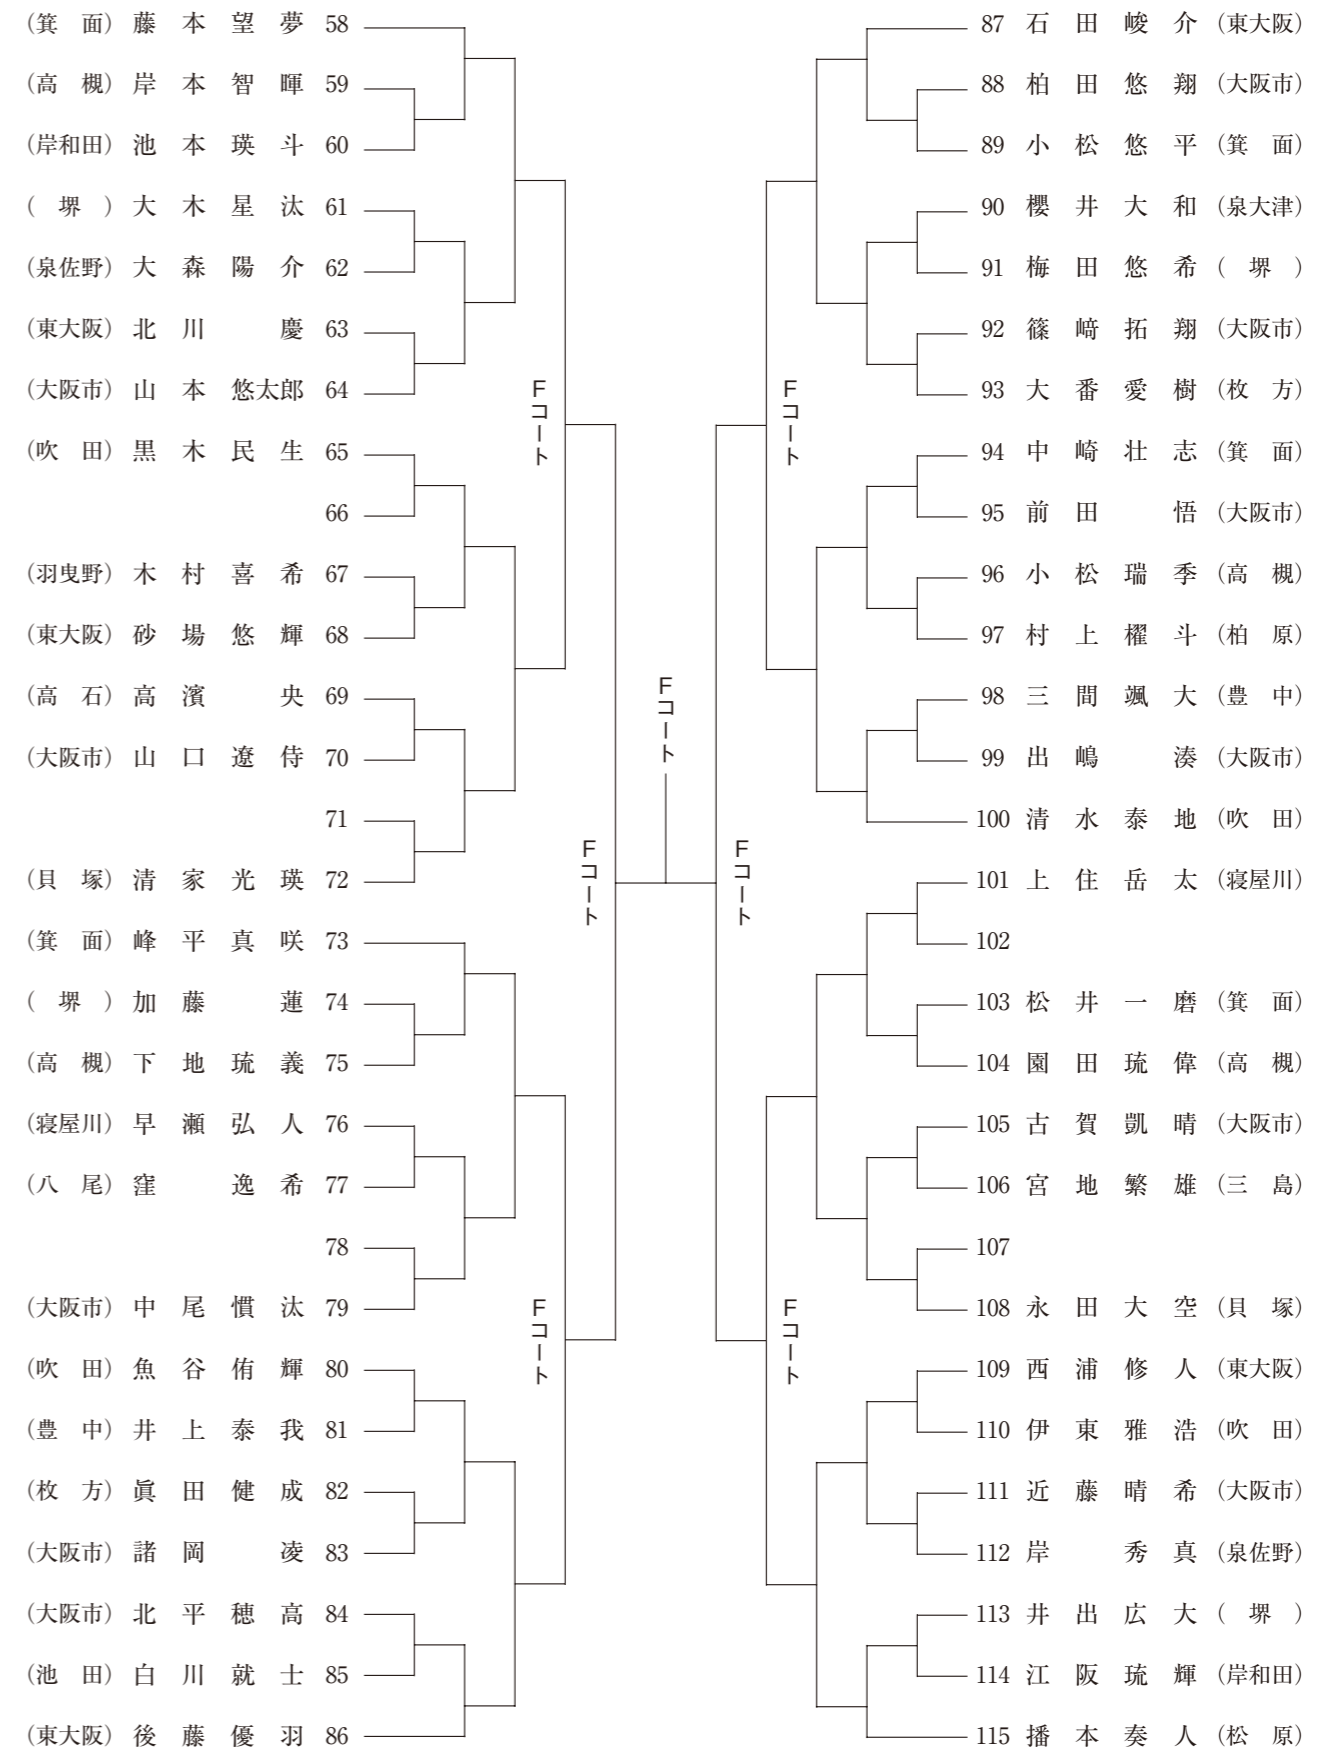 (箕　面) 藤本望夢 58
(高　槻) 岸本智暉 59
(岸和田) 池本瑛斗 60
(　堺　) 大木星汰 61
(泉佐野) 大森陽介 62
(東大阪) 北川　慶 63
(大阪市) 山本悠太郎 64
(吹　田) 黒木民生 65
66
(羽曳野) 木村喜希 67
(東大阪) 砂場悠輝 68
(高　石) 高濱　央 69
(大阪市) 山口遼侍 70
71
(貝　塚) 清家光瑛 72
(箕　面) 峰平真咲 73
(　堺　) 加藤　蓮 74
(高　槻) 下地琉義 75
(寝屋川) 早瀬弘人 76
(八　尾) 窪　逸希 77
78
(大阪市) 中尾慣汰 79
(吹　田) 魚谷侑輝 80
(豊　中) 井上泰我 81
(枚　方) 眞田健成 82
(大阪市) 諸岡　凌 83
(大阪市) 北平穂高 84
(池　田) 白川就士 85
(東大阪) 後藤優羽 86
Fコート
Fコート
Fコート
Fコート
Fコート
Fコート
Fコート
87 石田峻介 (東大阪)
88 柏田悠翔 (大阪市)
89 小松悠平 (箕　面)
90 櫻井大和 (泉大津)
91 梅田悠希 (　堺　)
92 篠﨑拓翔 (大阪市)
93 大番愛樹 (枚　方)
94 中崎壮志 (箕　面)
95 前田　悟 (大阪市)
96 小松瑞季 (高　槻)
97 村上櫂斗 (柏　原)
98 三間颯大 (豊　中)
99 出嶋　湊 (大阪市)
100 清水泰地 (吹　田)
101 上住岳太 (寝屋川)
102
103 松井一磨 (箕　面)
104 園田琉偉 (高　槻)
105 古賀凱晴 (大阪市)
106 宮地繁雄 (三　島)
107
108 永田大空 (貝　塚)
109 西浦修人 (東大阪)
110 伊東雅浩 (吹　田)
111 近藤晴希 (大阪市)
112 岸　秀真 (泉佐野)
113 井出広大 (　堺　)
114 江阪琉輝 (岸和田)
115 播本奏人 (松　原)